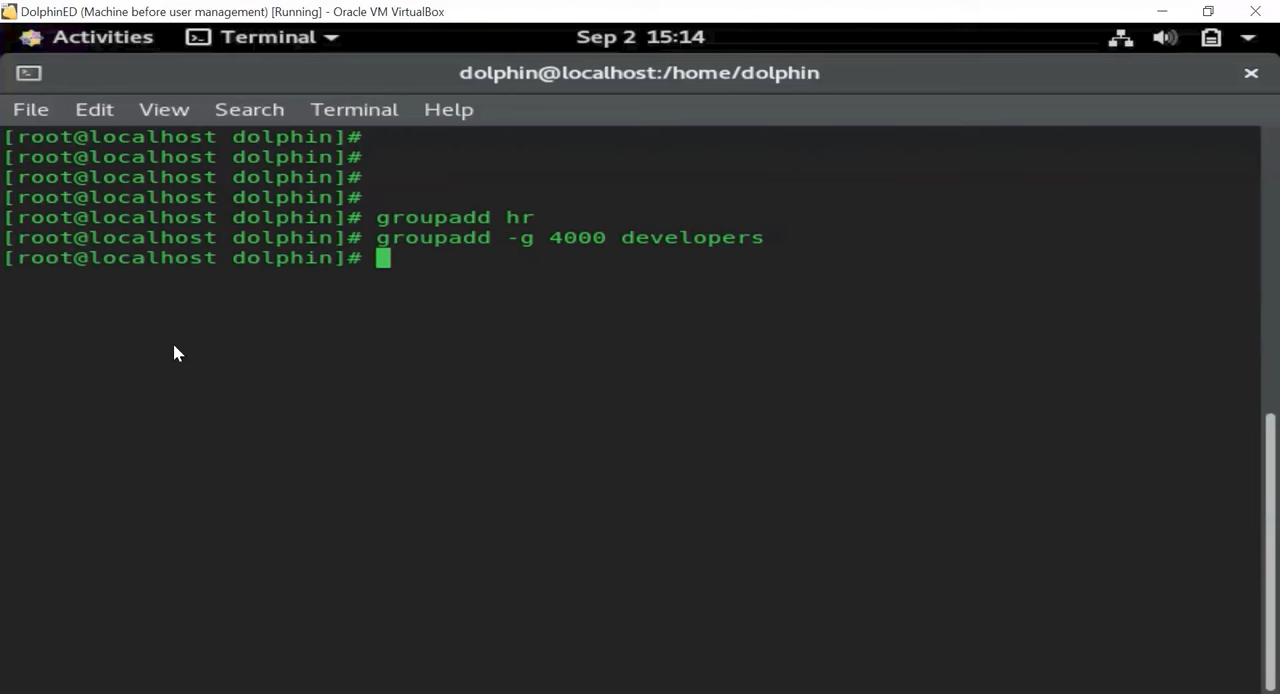 DolphinED (Machine before user management) [Running] - Oracle VM VirtualBox
Activities Terminal Sep 2 15:14
dolphin@localhost:/home/dolphin
File Edit View Search Terminal Help
[root@localhost dolphin]#
[root@localhost dolphin]#
[root@localhost dolphin]#
[root@localhost dolphin]#
[root@localhost dolphin]# groupadd hr
[root@localhost dolphin]# groupadd -g 4000 developers
[root@localhost dolphin]#